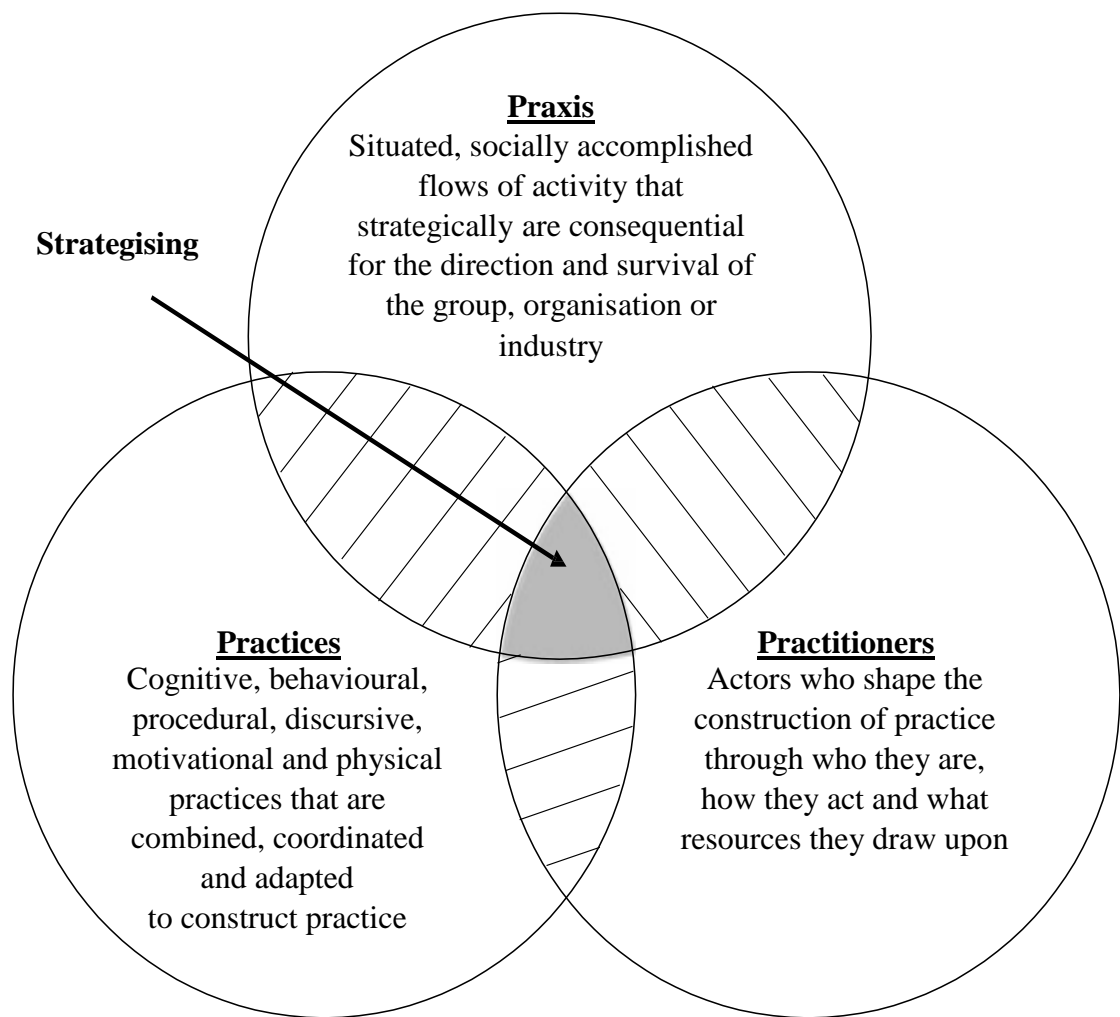 Praxis
Situated, socially accomplished
flows of activity that
strategically are consequential
for the direction and survival of
the group, organisation or
industry
Strategising
Practices
Cognitive, behavioural,
procedural, discursive,
motivational and physical
practices that are
combined, coordinated
and adapted
to construct practice
Practitioners
Actors who shape the
construction of practice
through who they are,
how they act and what
resources they draw upon